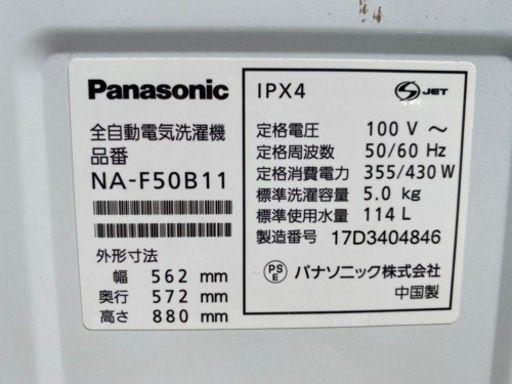 Panasonic
全自動電気洗濯機
品番
NA-F50B11
外形寸法
幅 562 mm
奥行 572 mm
高さ 880 mm
IPX4
S JET
定格電圧 100 V ～
定格周波数 50/60 Hz
定格消費電力 355/430 W
標準洗濯容量 5.0 kg
標準使用水量 114 L
製造番号 17D3404846
PS E パナソニック株式会社
中国製